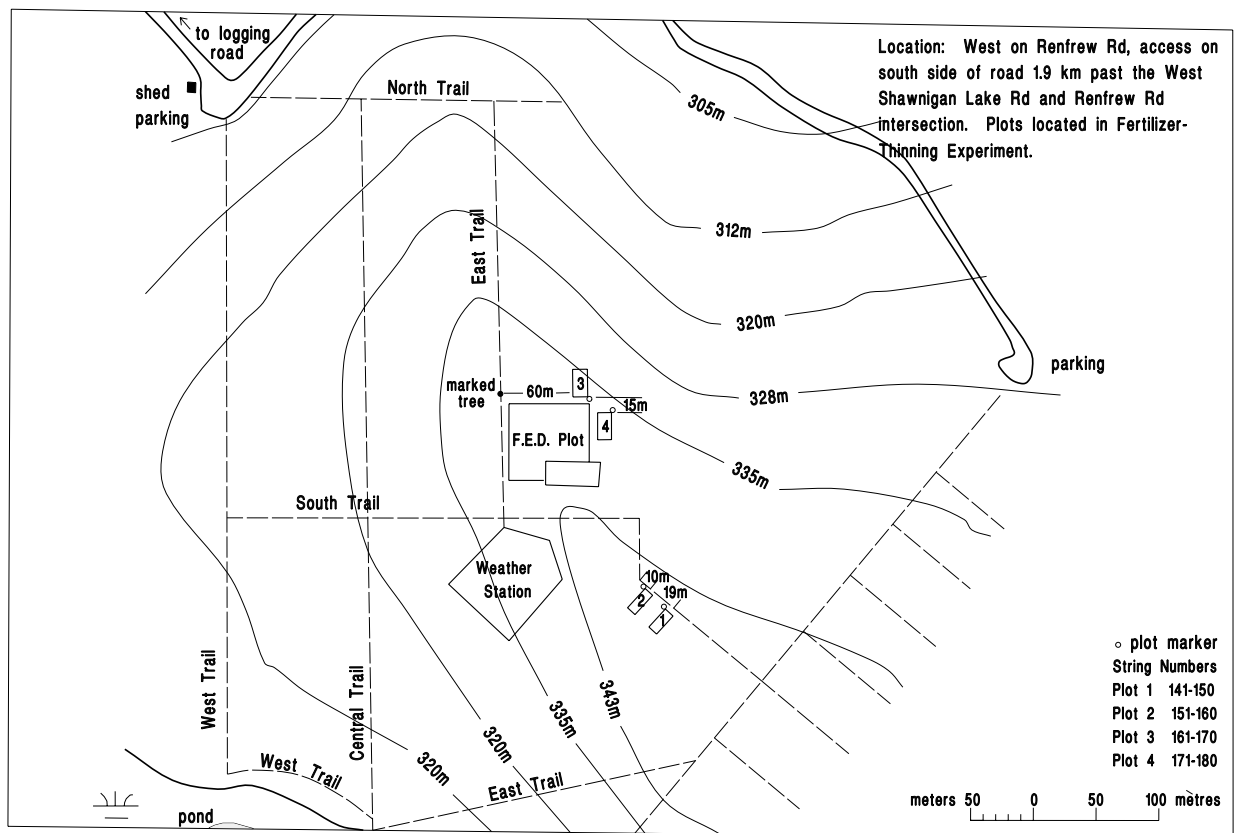 to logging
road
shed
parking
North Trail
305m
Location: West on Renfrew Rd, access on
south side of road 1.9 km past the West
Shawnigan Lake Rd and Renfrew Rd
intersection. Plots located in Fertilizer-
Thinning Experiment.
East Trail
312m
320m
328m
335m
parking
marked
tree
60m
3
15m
4
F.E.D. Plot
South Trail
Weather
Station
10m
19m
2
1
West Trail
Central Trail
343m
335m
320m
320m
West Trail
East Trail
pond
plot marker
String Numbers
Plot 1 141-150
Plot 2 151-160
Plot 3 161-170
Plot 4 171-180
meters 50 0 50 100 mètres